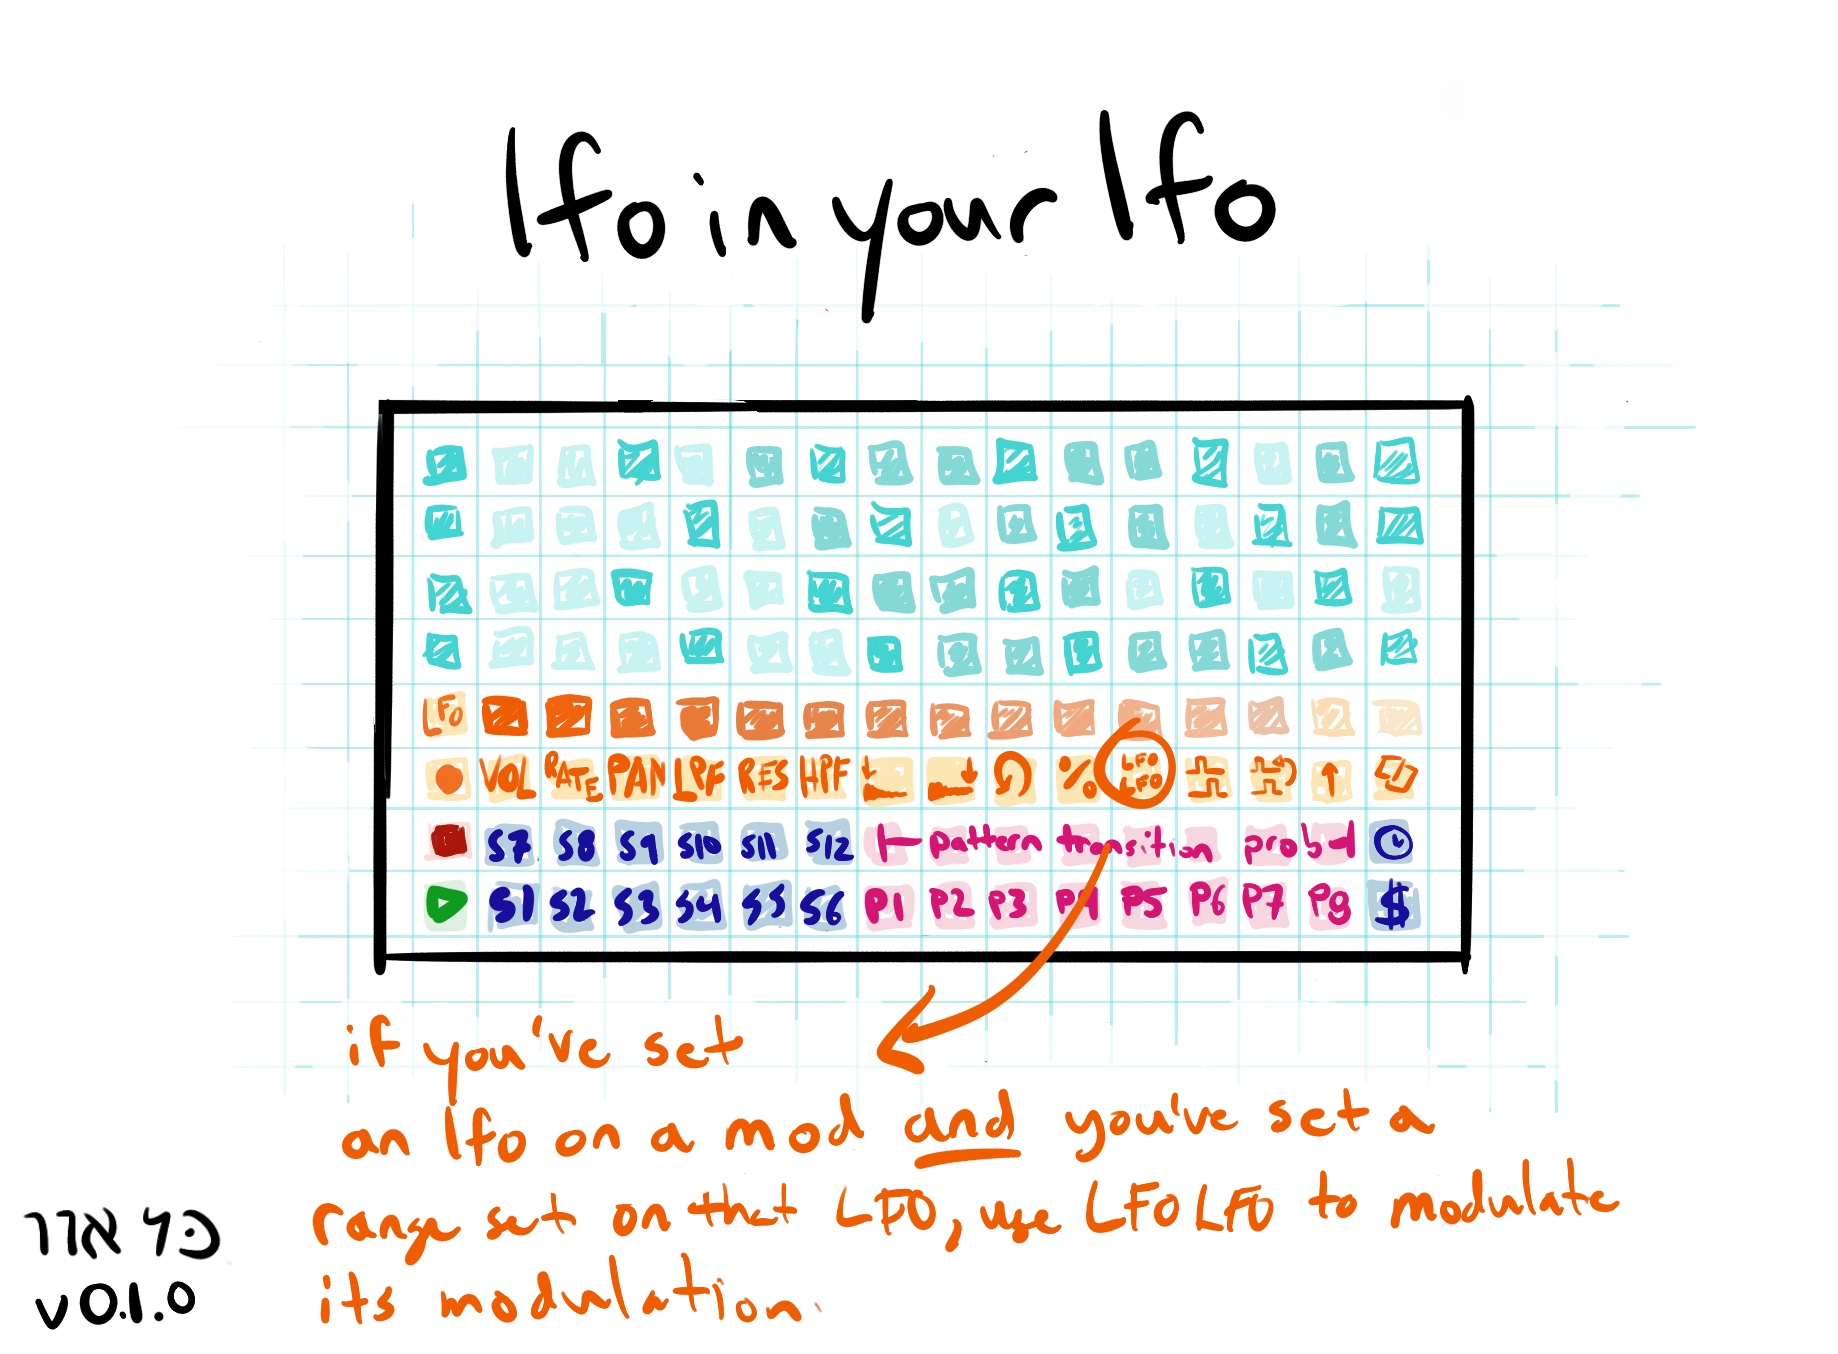 lfo in your lfo
LFO
VOL RATE PAN LPF RES HPF % LFO LFO
S7 S8 S9 S10 S11 S12 pattern transition prob
S1 S2 S3 S4 S5 S6 P1 P2 P3 P4 P5 P6 P7 P8 $
if you've set
an lfo on a mod and you've set a
range set on that LFO, use LFO LFO to modulate
its modulation.
v0.1.0